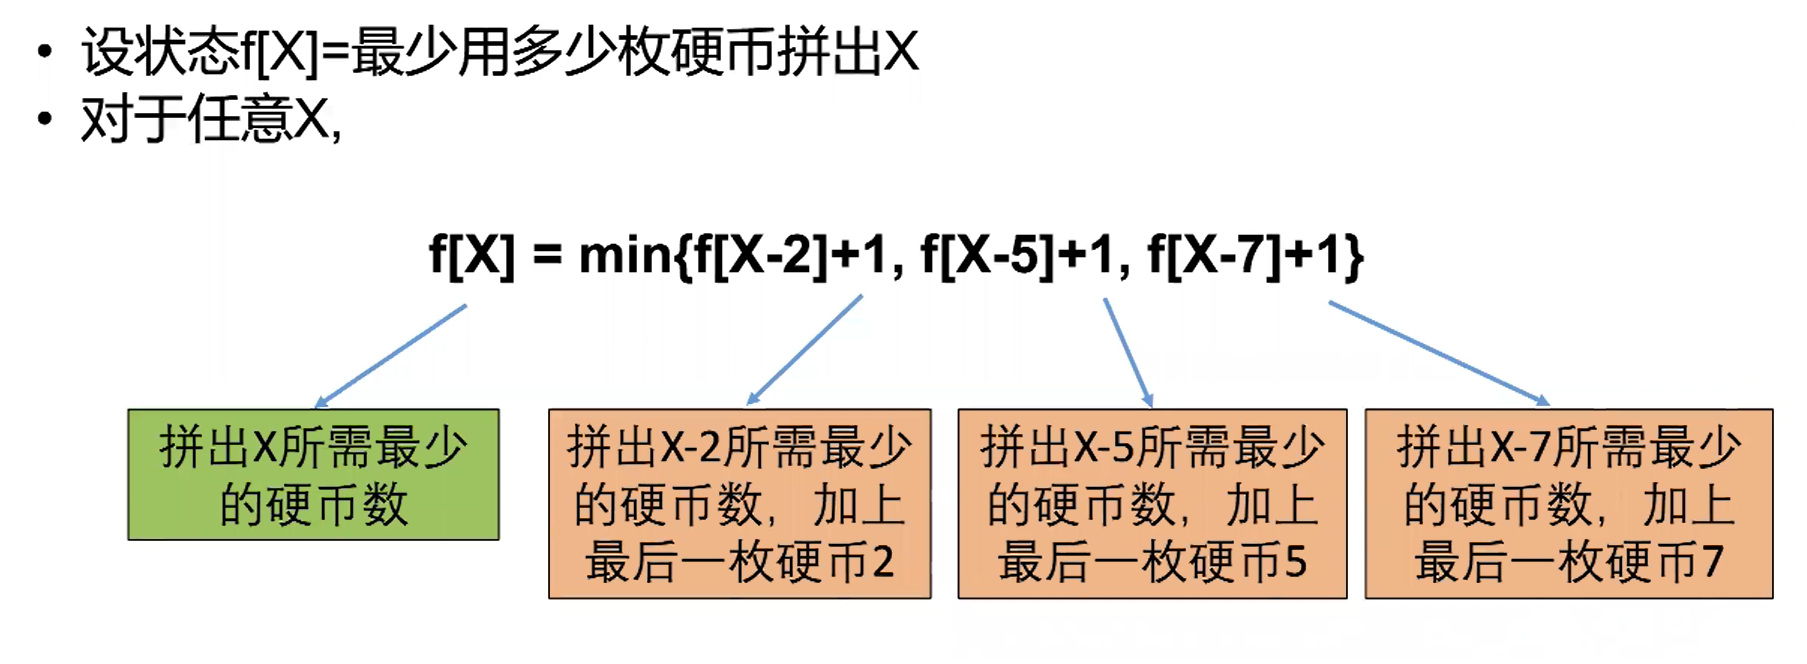 • 设状态f[X]=最少用多少枚硬币拼出X
• 对于任意X,
f[X] = min{f[X-2]+1, f[X-5]+1, f[X-7]+1}
拼出X所需最少
的硬币数
拼出X-2所需最少
的硬币数，加上
最后一枚硬币2
拼出X-5所需最少
的硬币数，加上
最后一枚硬币5
拼出X-7所需最少
的硬币数，加上
最后一枚硬币7